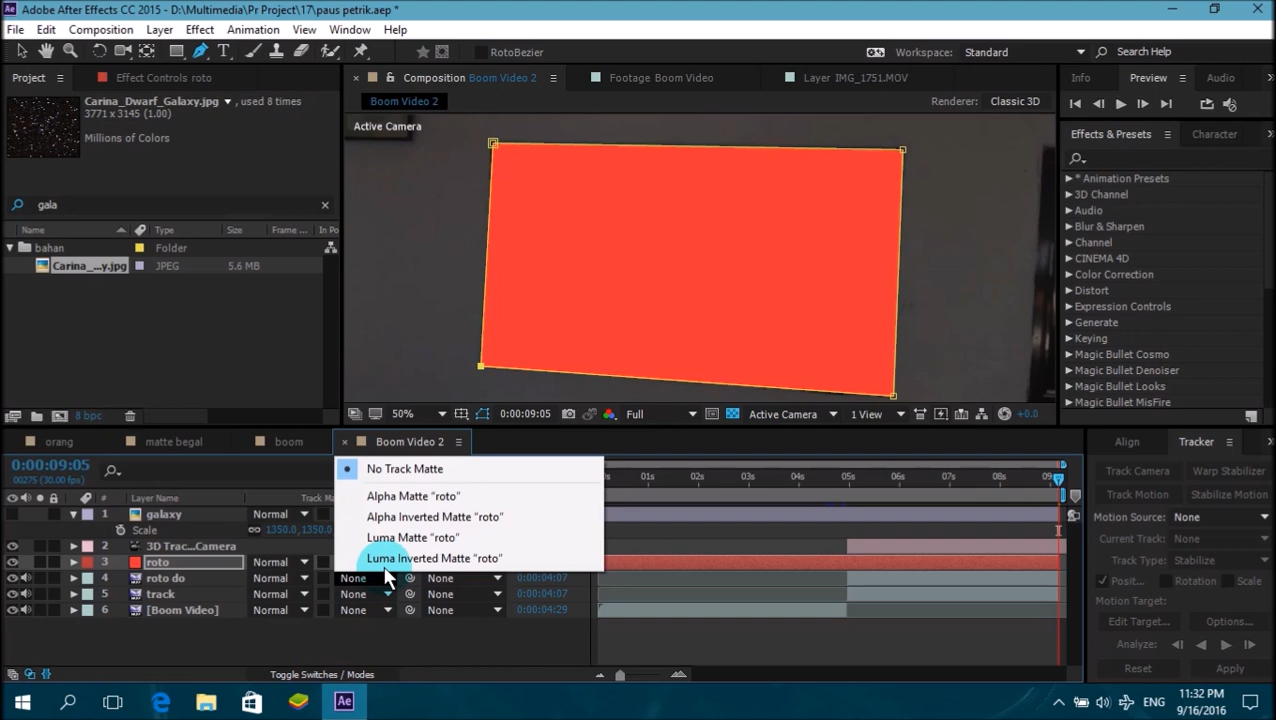 Adobe After Effects CC 2015 - D:\Multimedia\Pr Project\17\paus petrik.aep *
File Edit Composition Layer Effect Animation View Window Help
RotoBezier Workspace: Standard Search Help
Project Effect Controls roto Composition Boom Video 2 Footage Boom Video Layer IMG_1751.MOV Info Preview Audio
Carina_Dwarf_Galaxy.jpg , used 8 times
3771 x 3145 (1.00)
Millions of Colors
Boom Video 2 Renderer: Classic 3D
Active Camera
Effects & Presets Character
gala
Name Type Size Frame ... In Po
bahan Folder
Carina_...y.jpg JPEG 5.6 MB
* Animation Presets
3D Channel
Audio
Blur & Sharpen
Channel
CINEMA 4D
Color Correction
Distort
Expression Controls
Generate
Keying
Magic Bullet Cosmo
Magic Bullet Denoiser
Magic Bullet Looks
Magic Bullet MisFire
8 bpc 50% 0:00:09:05 Full Active Camera 1 View +0.0
orang matte begal boom Boom Video 2 Align Tracker
0:00:09:05
00275 (30.00 fps)
No Track Matte
Alpha Matte "roto"
Alpha Inverted Matte "roto"
Luma Matte "roto"
Luma Inverted Matte "roto"
01s 02s 03s 04s 05s 06s 07s 08s 09
# Layer Name Track M
1 galaxy Normal
Scale 1350.0, 1350.0
2 3D Trac...Camera Normal
3 roto Normal
4 roto do Normal None None 0:00:04:07
5 track Normal None None 0:00:04:07
6 [Boom Video] Normal None None 0:00:04:29
Toggle Switches / Modes
Track Camera Warp Stabilizer
Track Motion Stabilize Motion
Motion Source: None
Current Track: None
Track Type: Stabilize
Posit... Rotation Scale
Motion Target:
Edit Target... Options...
Analyze:
Reset Apply
ENG 11:32 PM
9/16/2016